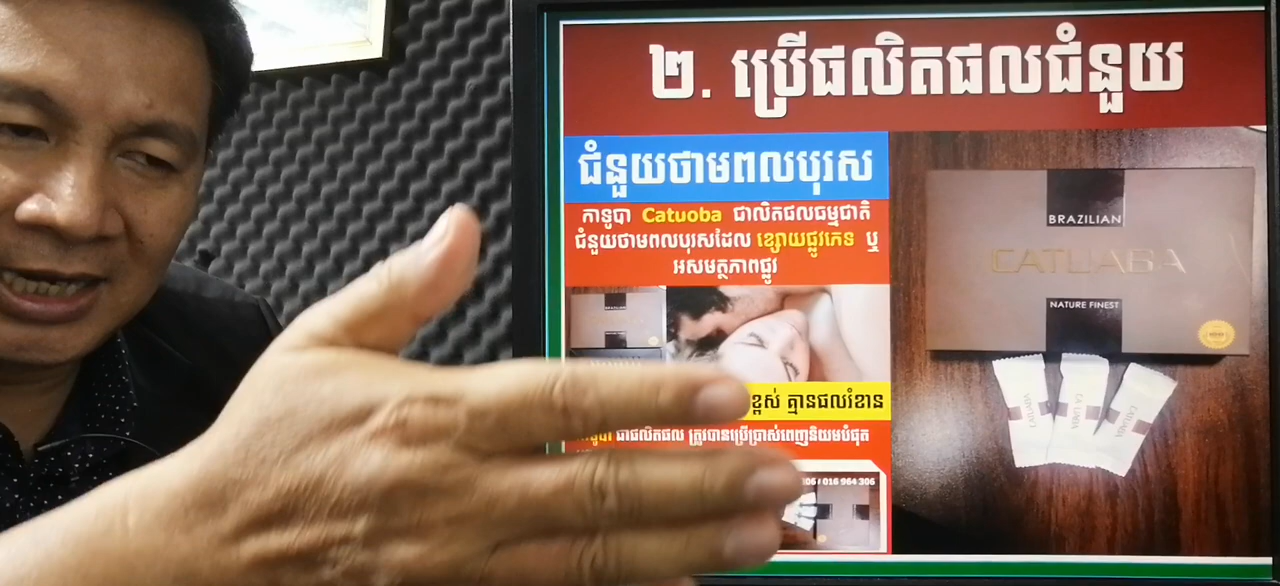 ២. ប្រើផលិតផលជំនួយ
ជំនួយថាមពលបុរស
កាទូបា Catuoba ជាលិតផលធម្មជាតិ
ជំនួយថាមពលបុរសដែល ខ្សោយផ្លូវភេទ ឬ
អសមត្ថភាពផ្លូវ
ខ្ពស់ គ្មានផលរំខាន
ជាផលិតផល ត្រូវបានប្រើប្រាស់ពេញនិយមបំផុត
016 964 306
BRAZILIAN
CATUABA
NATURE FINEST
CATUABA